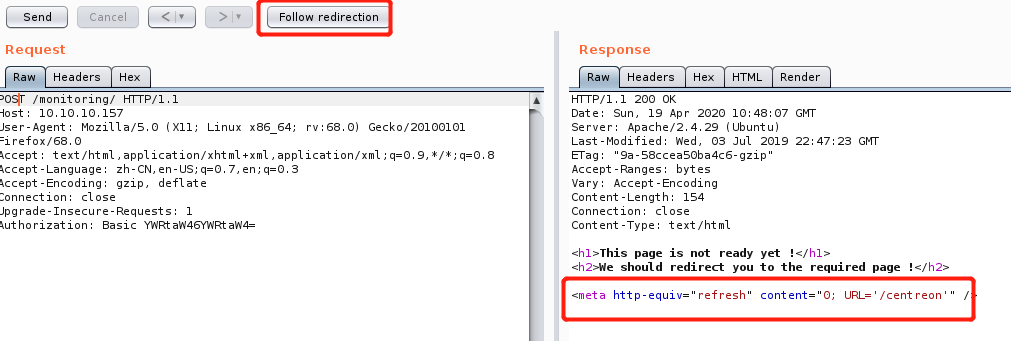 Send Cancel < | ▼ > | ▼ Follow redirection
Request
Raw Headers Hex
POST /monitoring/ HTTP/1.1
Host: 10.10.10.157
User-Agent: Mozilla/5.0 (X11; Linux x86_64; rv:68.0) Gecko/20100101
Firefox/68.0
Accept: text/html,application/xhtml+xml,application/xml;q=0.9,*/*;q=0.8
Accept-Language: zh-CN,en-US;q=0.7,en;q=0.3
Accept-Encoding: gzip, deflate
Connection: close
Upgrade-Insecure-Requests: 1
Authorization: Basic YWRtaW46YWRtaW4=
Response
Raw Headers Hex HTML Render
HTTP/1.1 200 OK
Date: Sun, 19 Apr 2020 10:48:07 GMT
Server: Apache/2.4.29 (Ubuntu)
Last-Modified: Wed, 03 Jul 2019 22:47:23 GMT
ETag: "9a-58ccea50ba4c6-gzip"
Accept-Ranges: bytes
Vary: Accept-Encoding
Content-Length: 154
Connection: close
Content-Type: text/html
<h1>This page is not ready yet !</h1>
<h2>We should redirect you to the required page !</h2>
<meta http-equiv="refresh" content="0; URL='/centreon'" />